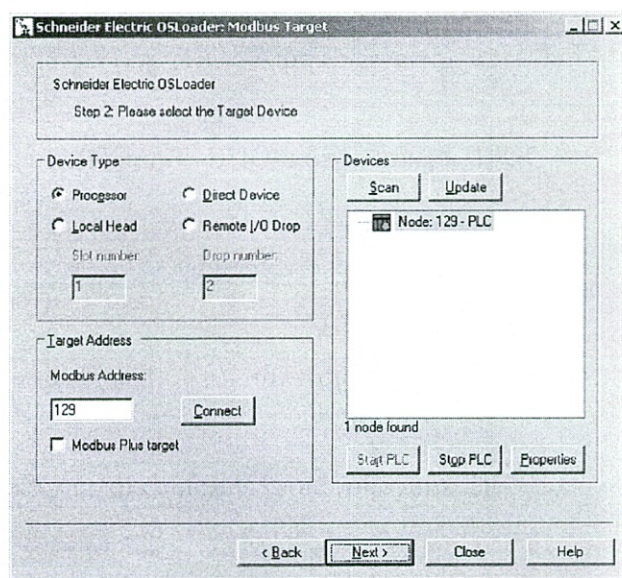 Schneider Electric OSLoader: Modbus Target
Schneider Electric OSLoader
Step 2: Please select the Target Device
Device Type
Processor
Direct Device
Local Head
Remote I/O Drop
Slot number
Drop number
1
2
Target Address
Modbus Address:
129
Connect
Modbus Plus target
Devices
Scan
Update
Node: 129 - PLC
1 node found
Start PLC
Stop PLC
Properties
< Back
Next >
Close
Help